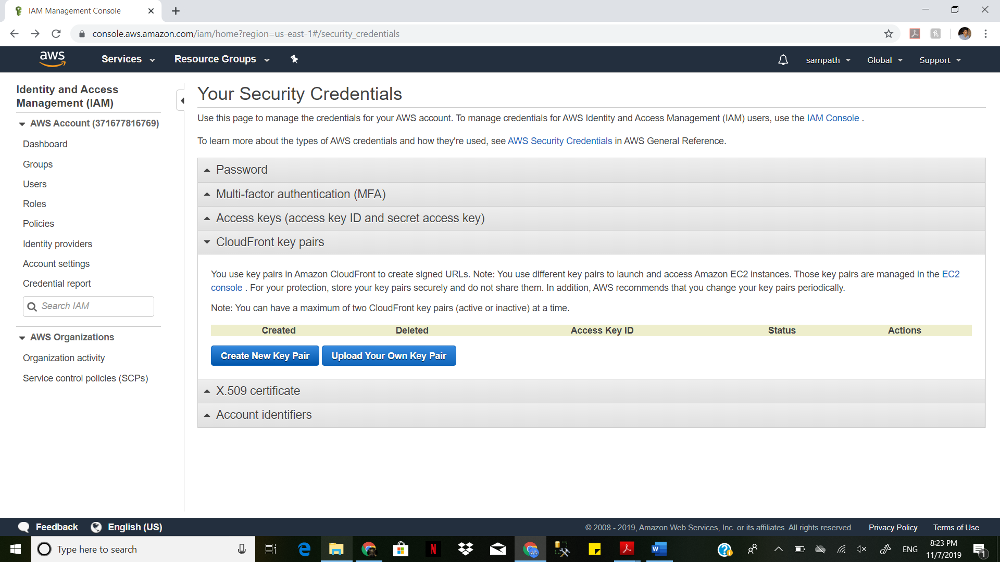 IAM Management Console
console.aws.amazon.com/iam/home?region=us-east-1#/security_credentials
aws
Services
Resource Groups
sampath
Global
Support
Identity and Access
Management (IAM)
AWS Account (371677816769)
Dashboard
Groups
Users
Roles
Policies
Identity providers
Account settings
Credential report
Search IAM
AWS Organizations
Organization activity
Service control policies (SCPs)
Your Security Credentials
Use this page to manage the credentials for your AWS account. To manage credentials for AWS Identity and Access Management (IAM) users, use the IAM Console .
To learn more about the types of AWS credentials and how they're used, see AWS Security Credentials in AWS General Reference.
Password
Multi-factor authentication (MFA)
Access keys (access key ID and secret access key)
CloudFront key pairs
You use key pairs in Amazon CloudFront to create signed URLs. Note: You use different key pairs to launch and access Amazon EC2 instances. Those key pairs are managed in the EC2
console . For your protection, store your key pairs securely and do not share them. In addition, AWS recommends that you change your key pairs periodically.
Note: You can have a maximum of two CloudFront key pairs (active or inactive) at a time.
Created Deleted Access Key ID Status Actions
Create New Key Pair Upload Your Own Key Pair
X.509 certificate
Account identifiers
Feedback English (US)
© 2008 - 2019, Amazon Web Services, Inc. or its affiliates. All rights reserved. Privacy Policy Terms of Use
Type here to search
ENG
8:23 PM
11/7/2019
1